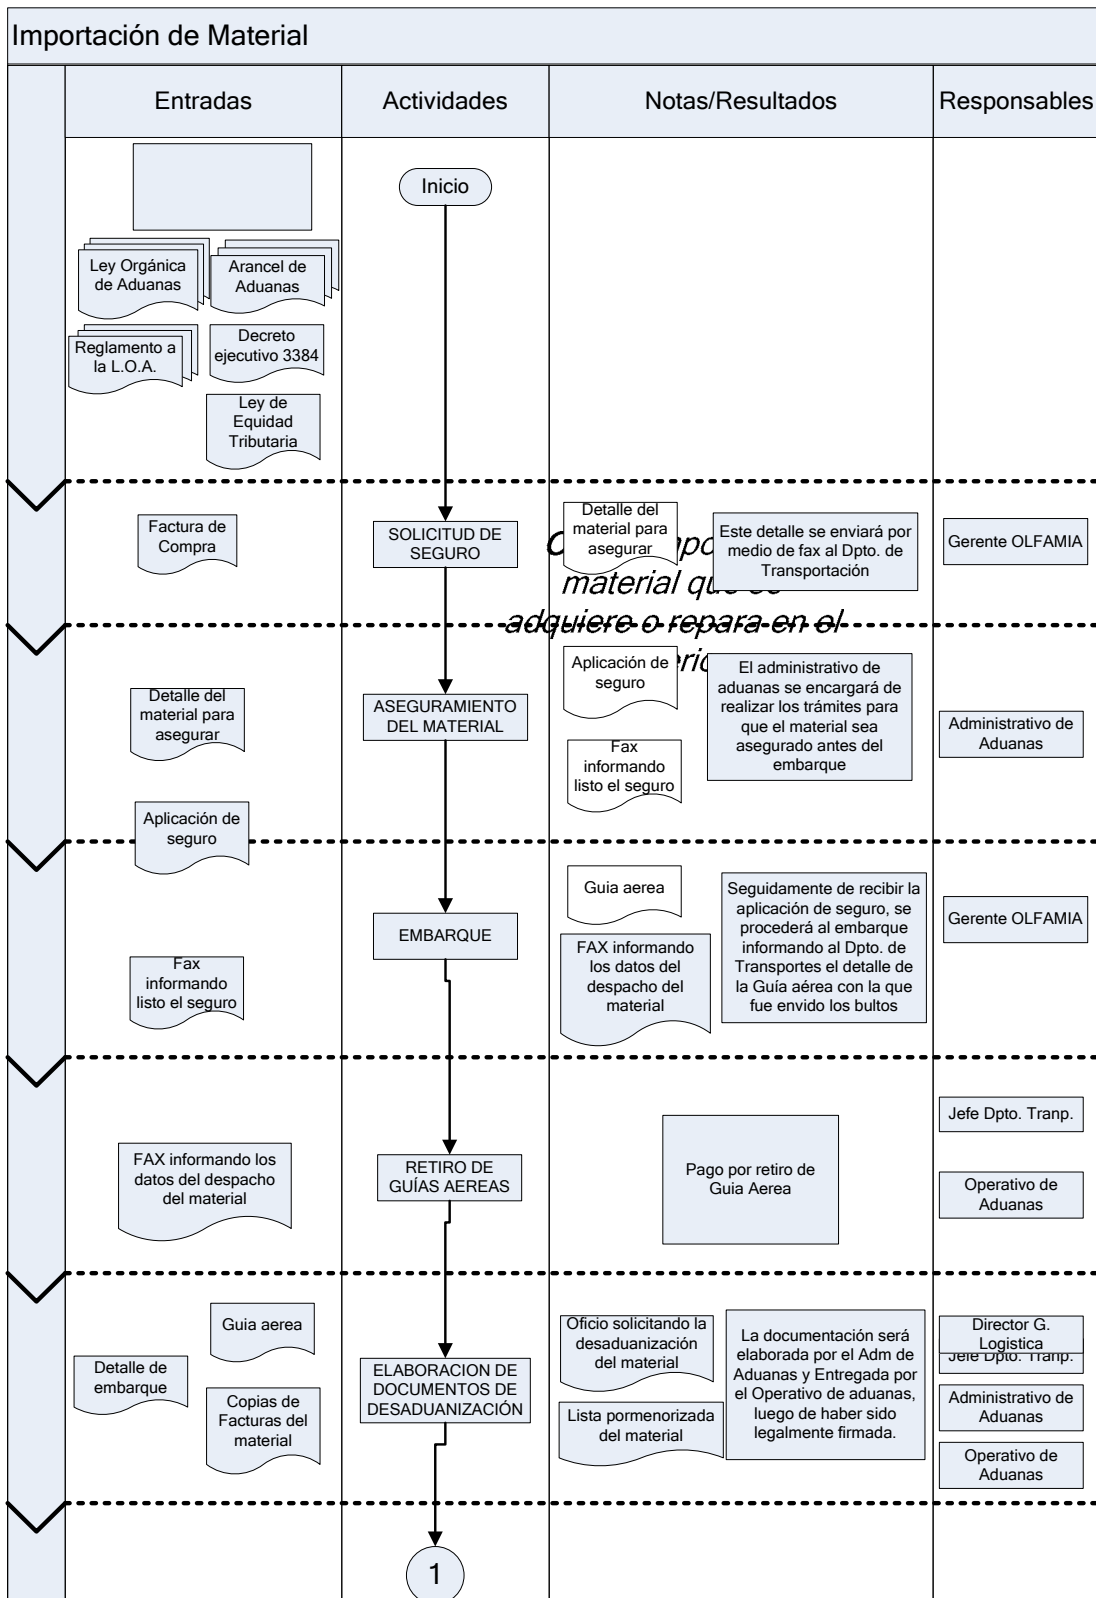 Importación de Material
Entradas
Actividades
Notas/Resultados
Responsables
Inicio
Ley Orgánica
de Aduanas
Arancel de
Aduanas
Reglamento a
la L.O.A.
Decreto
ejecutivo 3384
Ley de
Equidad
Tributaria
Factura de
Compra
SOLICITUD DE
SEGURO
Detalle del
material para
asegurar
Este detalle se enviará por
medio de fax al Dpto. de
Transportación
Gerente OLFAMIA
material que se
adquiere o repara en el
Detalle del
material para
asegurar
ASEGURAMIENTO
DEL MATERIAL
Aplicación de
seguro
Fax
informando
listo el seguro
El administrativo de
aduanas se encargará de
realizar los trámites para
que el material sea
asegurado antes del
embarque
Administrativo de
Aduanas
Aplicación de
seguro
Fax
informando
listo el seguro
EMBARQUE
Guia aerea
FAX informando
los datos del
despacho del
material
Seguidamente de recibir la
aplicación de seguro, se
procederá al embarque
informando al Dpto. de
Transportes el detalle de
la Guía aérea con la que
fue envido los bultos
Gerente OLFAMIA
FAX informando los
datos del despacho
del material
RETIRO DE
GUÍAS AEREAS
Pago por retiro de
Guia Aerea
Jefe Dpto. Tranp.
Operativo de
Aduanas
Guia aerea
Detalle de
embarque
Copias de
Facturas del
material
ELABORACION DE
DOCUMENTOS DE
DESADUANIZACIÓN
Oficio solicitando la
desaduanización
del material
Lista pormenorizada
del material
La documentación será
elaborada por el Adm de
Aduanas y Entregada por
el Operativo de aduanas,
luego de haber sido
legalmente firmada.
Director G.
Logistica
Jefe Dpto. Tranp.
Administrativo de
Aduanas
Operativo de
Aduanas
1